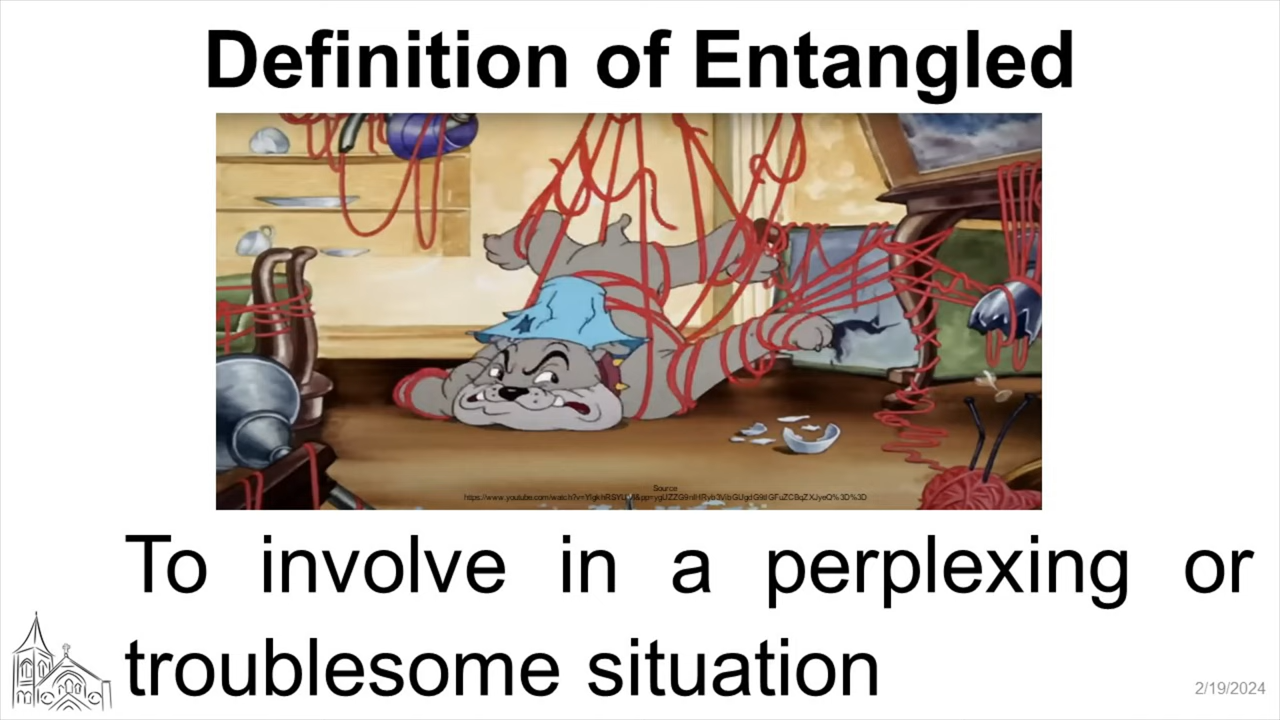 Definition of Entangled
Source
To involve in a perplexing or
troublesome situation
2/19/2024